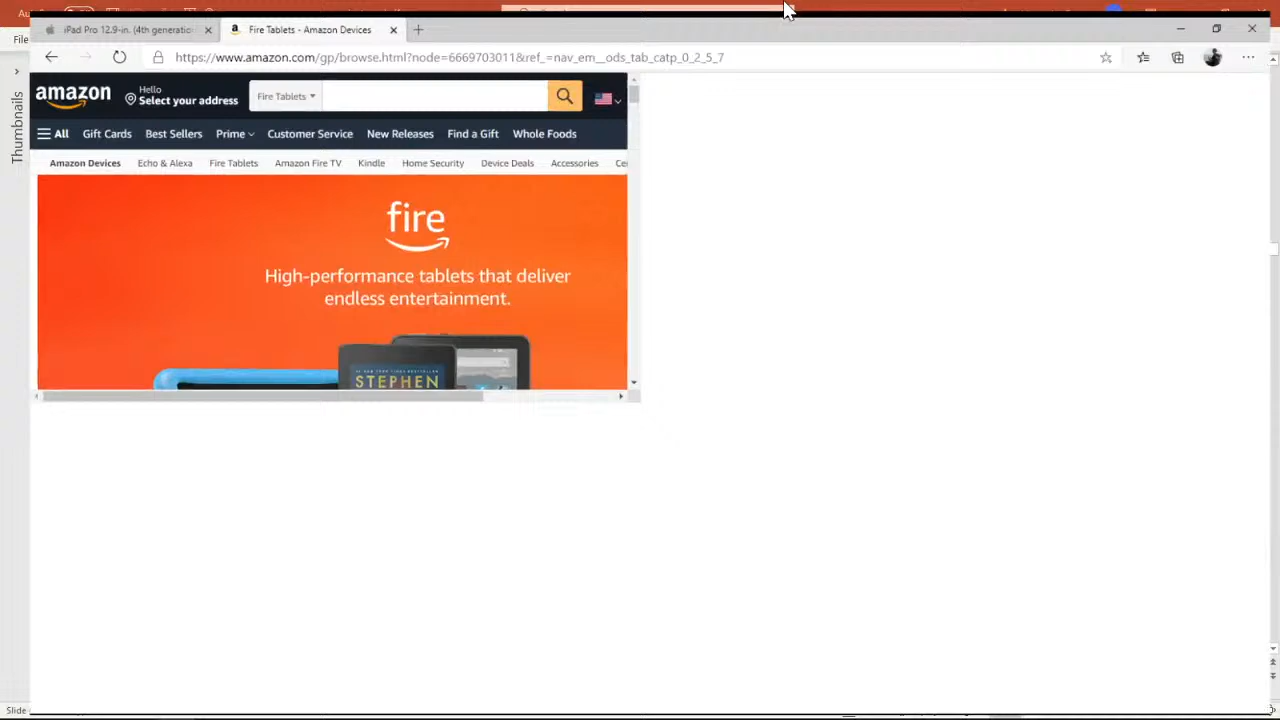 File
iPad Pro 12.9-in. (4th generatio
Fire Tablets - Amazon Devices
https://www.amazon.com/gp/browse.html?node=6669703011&ref_=nav_em__ods_tab_catp_0_2_5_7
Thumbnails
amazon
Hello
Select your address
Fire Tablets
All Gift Cards Best Sellers Prime Customer Service New Releases Find a Gift Whole Foods
Amazon Devices Echo & Alexa Fire Tablets Amazon Fire TV Kindle Home Security Device Deals Accessories Ce
fire
High-performance tablets that deliver
endless entertainment.
STEPHEN
Slide